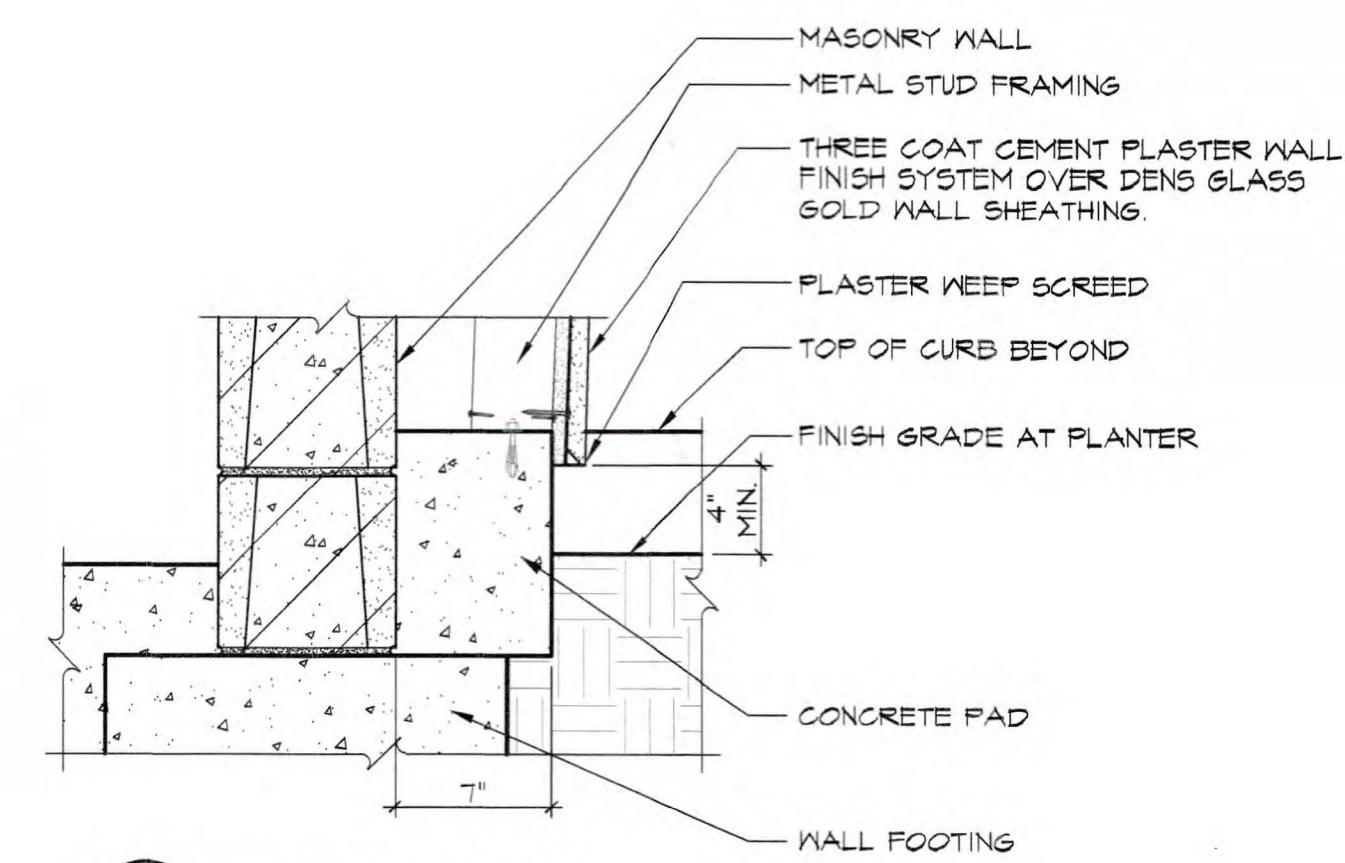 MASONRY WALL
METAL STUD FRAMING
THREE COAT CEMENT PLASTER WALL
FINISH SYSTEM OVER DENS GLASS
GOLD WALL SHEATHING.
PLASTER WEEP SCREED
TOP OF CURB BEYOND
FINISH GRADE AT PLANTER
4"
MIN.
CONCRETE PAD
7"
WALL FOOTING